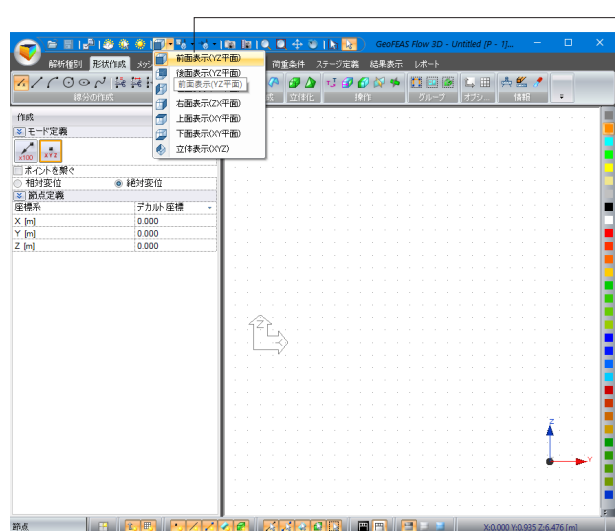 GeoFEAS Flow 3D - Untitled (P - 1)...
解析種別 形状作成 荷重条件 ステージ定義 結果表示 レポート
前面表示(YZ平面)
後面表示(YZ平面)
前面表示(YZ平面)
右面表示(ZX平面)
上面表示(XY平面)
下面表示(XY平面)
立体表示(XYZ)
線分の作成 立体化 操作 グループ オブジ... 情報
作成
モード定義
x100 XYZ
ポイントを繋ぐ
相対変位 絶対変位
節点定義
座標系 デカルト座標
X [m] 0.000
Y [m] 0.000
Z [m] 0.000
Z
Y
Z
Y
節点 X:0.000 Y:0.935 Z:6.476 [m]